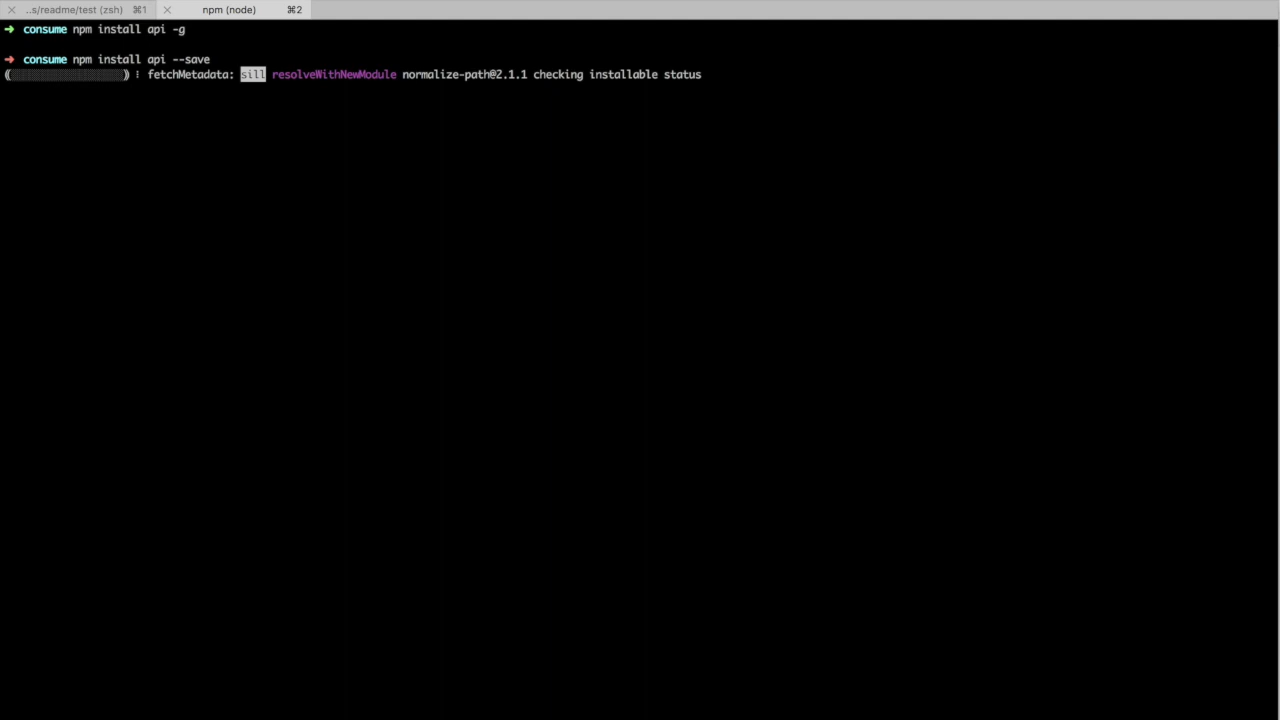 ..s/readme/test (zsh) ⌘1 npm (node) ⌘2
➜ consume npm install api -g
➜ consume npm install api --save
(░░░░░░░░░░░░░░░░░░) ⠸ fetchMetadata: sill resolveWithNewModule normalize-path@2.1.1 checking installable status